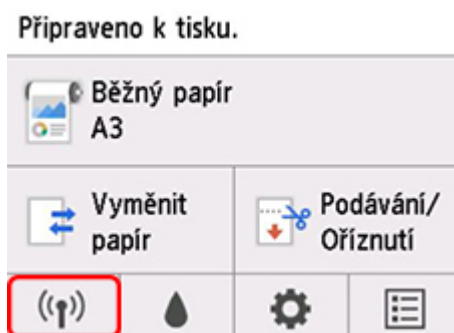 Připraveno k tisku.
Běžný papír
A3
Vyměnit
papír
Podávání/
Oříznutí